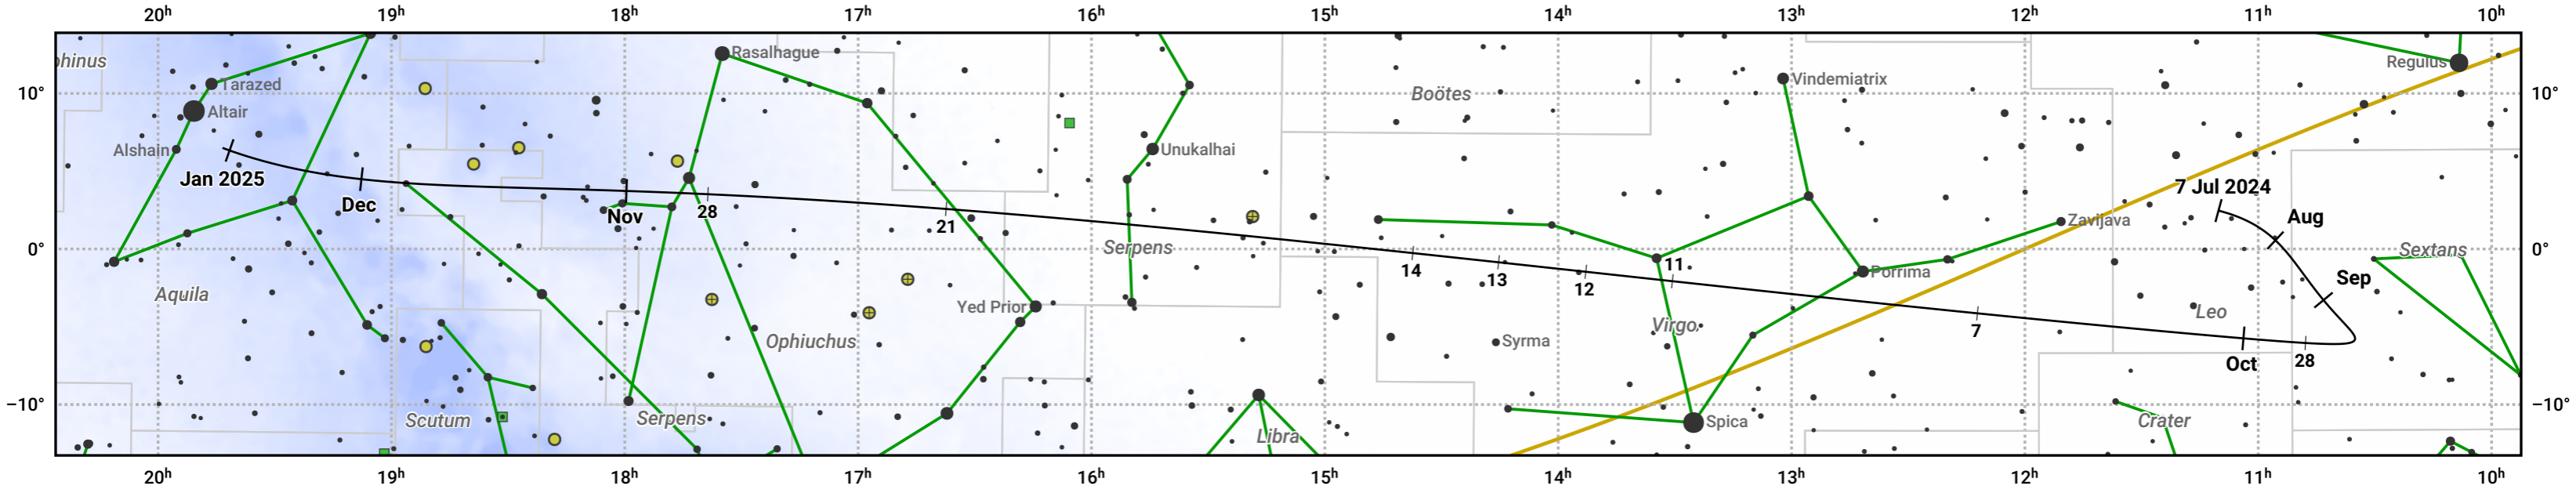 20h 19h 18h 17h 16h 15h 14h 13h 12h 11h 10h
phinus
Rasalhague
Regulus
Tarazed
Vindemiatrix
10°
Boötes
10°
Altair
Alshain
Unukalhai
Jan 2025
7 Jul 2024
Dec
Nov
28
Zavijava
Aug
21
0°
Serpens
0°
Sextans
14
11
Porrima
13
Sep
12
Aquila
Yed Prior
Leo
Virgo
7
Ophiuchus
Syrma
Oct
28
−10°
−10°
Scutum
Serpens
Spica
Crater
Libra
20h 19h 18h 17h 16h 15h 14h 13h 12h 11h 10h